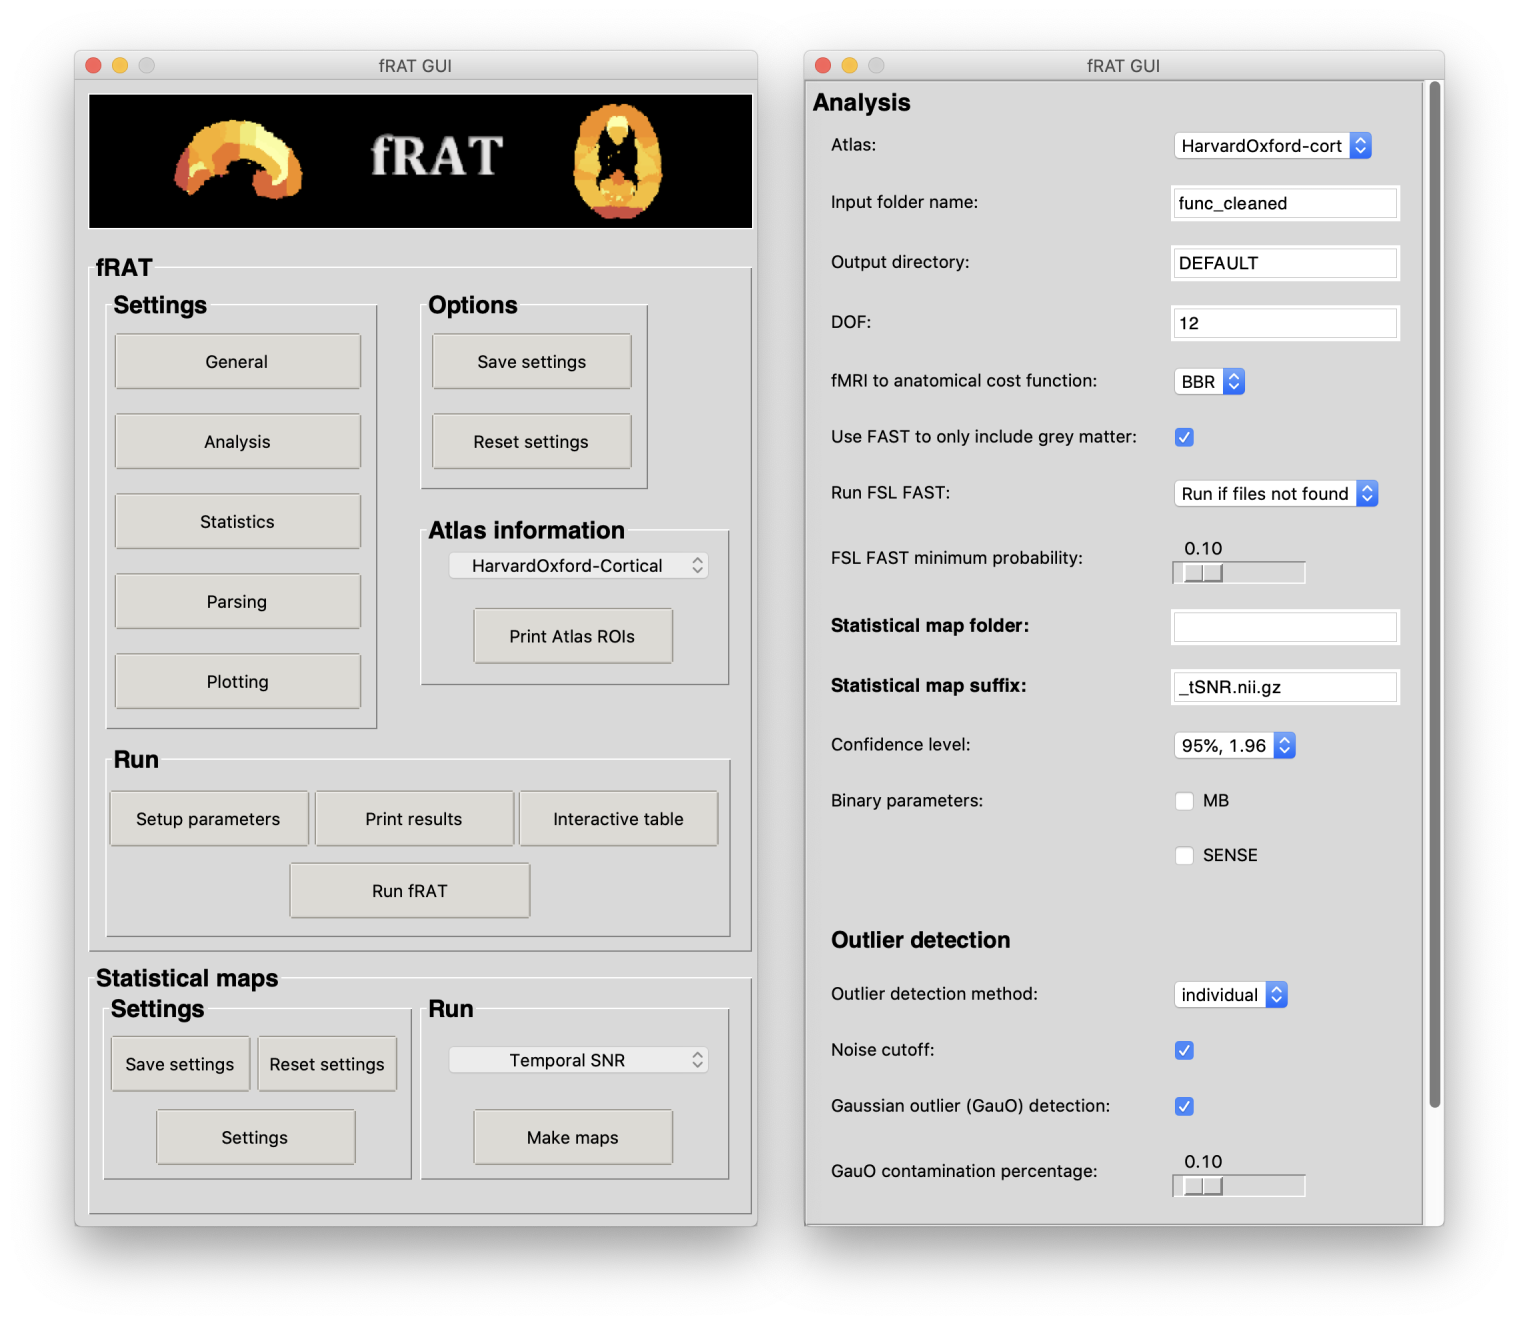 fRAT GUI
fRAT
fRAT
Settings
General
Analysis
Statistics
Parsing
Plotting
Options
Save settings
Reset settings
Atlas information
HarvardOxford-Cortical
Print Atlas ROIs
Run
Setup parameters
Print results
Interactive table
Run fRAT
Statistical maps
Settings
Save settings
Reset settings
Settings
Run
Temporal SNR
Make maps
fRAT GUI
Analysis
Atlas: HarvardOxford-cort
Input folder name: func_cleaned
Output directory: DEFAULT
DOF: 12
fMRI to anatomical cost function: BBR
Use FAST to only include grey matter:
Run FSL FAST: Run if files not found
FSL FAST minimum probability: 0.10
Statistical map folder:
Statistical map suffix: _tSNR.nii.gz
Confidence level: 95%, 1.96
Binary parameters: MB
SENSE
Outlier detection
Outlier detection method: individual
Noise cutoff:
Gaussian outlier (GauO) detection:
GauO contamination percentage: 0.10